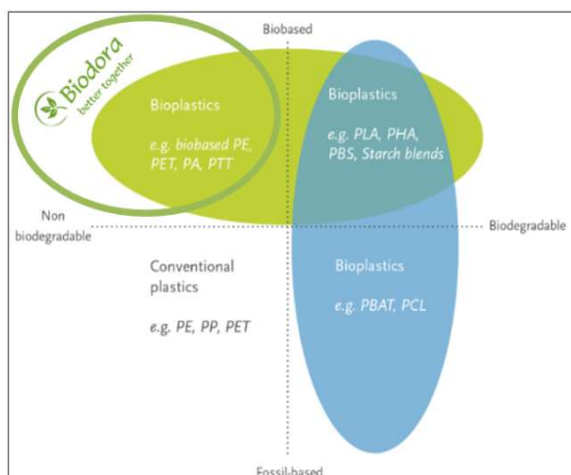 Biobased
Biodora
better together
Bioplastics
e.g. biobased PE,
PET, PA, PTT
Bioplastics
e.g. PLA, PHA,
PBS, Starch blends
Non
biodegradable
Biodegradable
Conventional
plastics
e.g. PE, PP, PET
Bioplastics
e.g. PBAT, PCL
Fossil-based